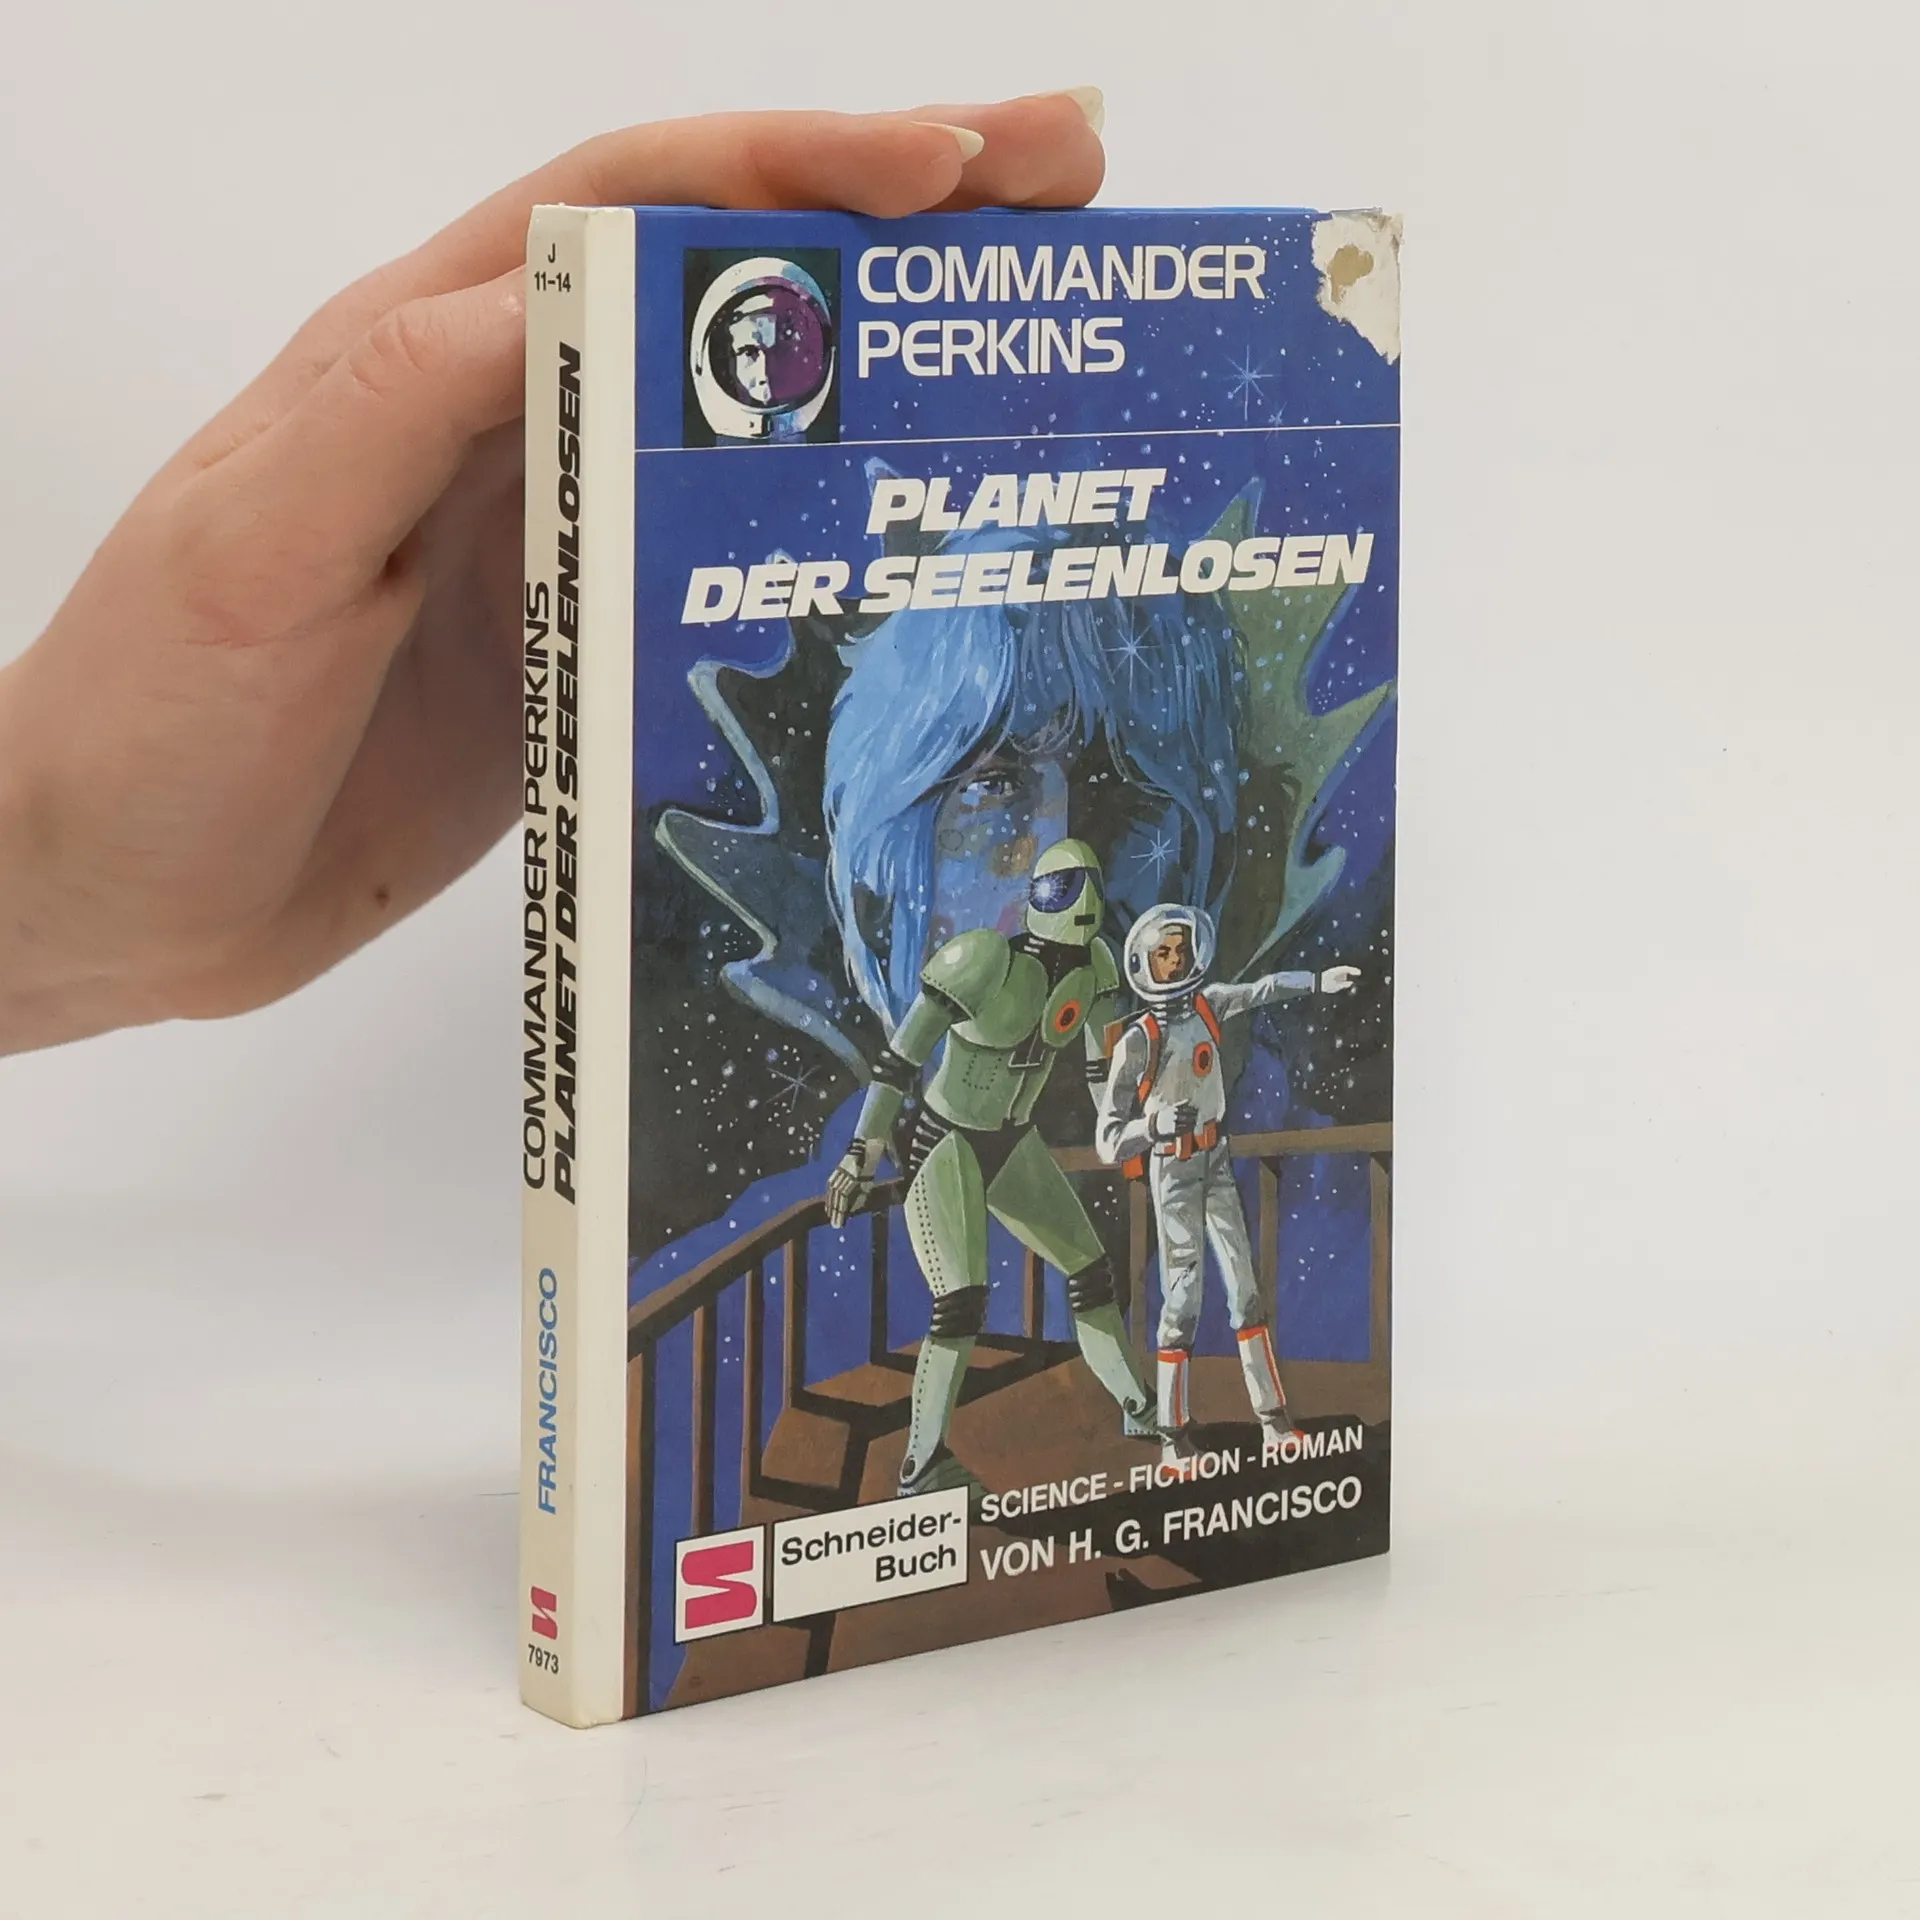 J
11-14
COMMANDER PERKINS
PLANET DER SEELENLOSEN
FRANCISCO
7973
COMMANDER
PERKINS
PLANET
DER SEELENLOSEN
SCIENCE-FICTION-ROMAN
VON H. G. FRANCISCO
Schneider-
Buch